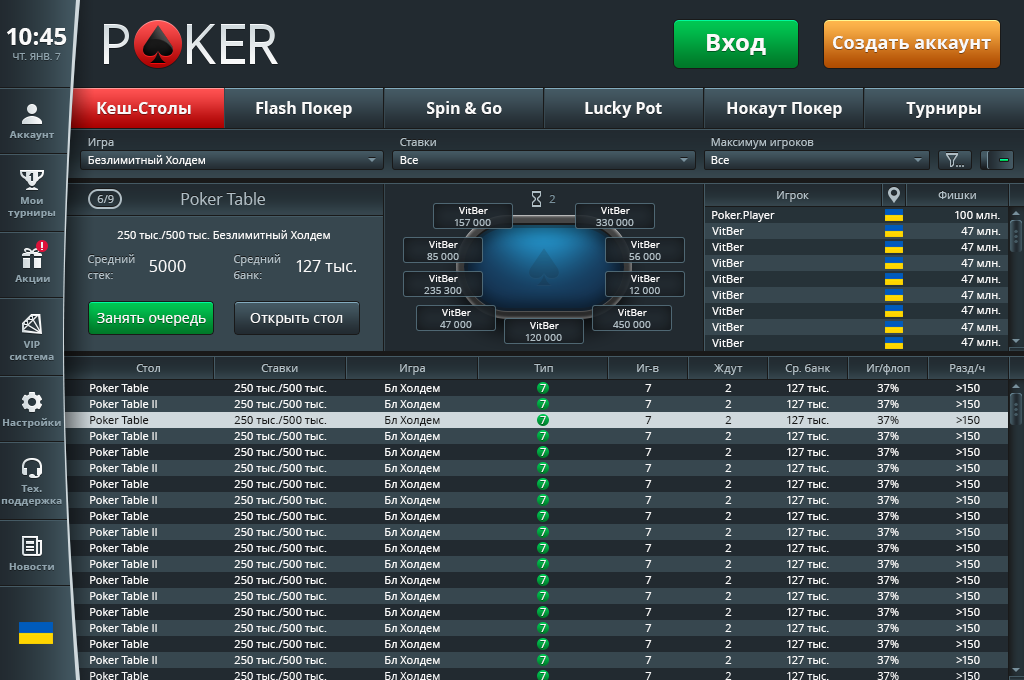 10:45
ЧТ. ЯНВ. 7
POKER
Вход
Создать аккаунт
Кеш-Столы
Flash Покер
Spin & Go
Lucky Pot
Нокаут Покер
Турниры
Аккаунт
Мои
турниры
Акции
VIP
система
Настройки
Тех.
поддержка
Новости
Игра
Безлимитный Холдем
Ставки
Все
Максимум игроков
Все
6/9
Poker Table
250 тыс./500 тыс. Безлимитный Холдем
Средний
стек:
5000
Средний
банк:
127 тыс.
Занять очередь
Открыть стол
2
VitBer
157 000
VitBer
330 000
VitBer
85 000
VitBer
56 000
VitBer
235 300
VitBer
12 000
VitBer
47 000
VitBer
450 000
VitBer
120 000
Игрок Фишки
Poker.Player 100 млн.
VitBer 47 млн.
VitBer 47 млн.
VitBer 47 млн.
VitBer 47 млн.
VitBer 47 млн.
VitBer 47 млн.
VitBer 47 млн.
VitBer 47 млн.
Стол Ставки Игра Тип Иг-в Ждут Ср. банк Иг/флоп Разд/ч
Poker Table 250 тыс./500 тыс. Бл Холдем 7 7 2 127 тыс. 37% >150
Poker Table II 250 тыс./500 тыс. Бл Холдем 7 7 2 127 тыс. 37% >150
Poker Table 250 тыс./500 тыс. Бл Холдем 7 7 2 127 тыс. 37% >150
Poker Table II 250 тыс./500 тыс. Бл Холдем 7 7 2 127 тыс. 37% >150
Poker Table 250 тыс./500 тыс. Бл Холдем 7 7 2 127 тыс. 37% >150
Poker Table II 250 тыс./500 тыс. Бл Холдем 7 7 2 127 тыс. 37% >150
Poker Table 250 тыс./500 тыс. Бл Холдем 7 7 2 127 тыс. 37% >150
Poker Table II 250 тыс./500 тыс. Бл Холдем 7 7 2 127 тыс. 37% >150
Poker Table 250 тыс./500 тыс. Бл Холдем 7 7 2 127 тыс. 37% >150
Poker Table II 250 тыс./500 тыс. Бл Холдем 7 7 2 127 тыс. 37% >150
Poker Table 250 тыс./500 тыс. Бл Холдем 7 7 2 127 тыс. 37% >150
Poker Table II 250 тыс./500 тыс. Бл Холдем 7 7 2 127 тыс. 37% >150
Poker Table 250 тыс./500 тыс. Бл Холдем 7 7 2 127 тыс. 37% >150
Poker Table II 250 тыс./500 тыс. Бл Холдем 7 7 2 127 тыс. 37% >150
Poker Table 250 тыс./500 тыс. Бл Холдем 7 7 2 127 тыс. 37% >150
Poker Table II 250 тыс./500 тыс. Бл Холдем 7 7 2 127 тыс. 37% >150
Poker Table 250 тыс./500 тыс. Бл Холдем 7 7 2 127 тыс. 37% >150
Poker Table II 250 тыс./500 тыс. Бл Холдем 7 7 2 127 тыс. 37% >150
Poker Table 250 тыс./500 тыс. Бл Холдем 7 7 2 127 тыс. 37% >150